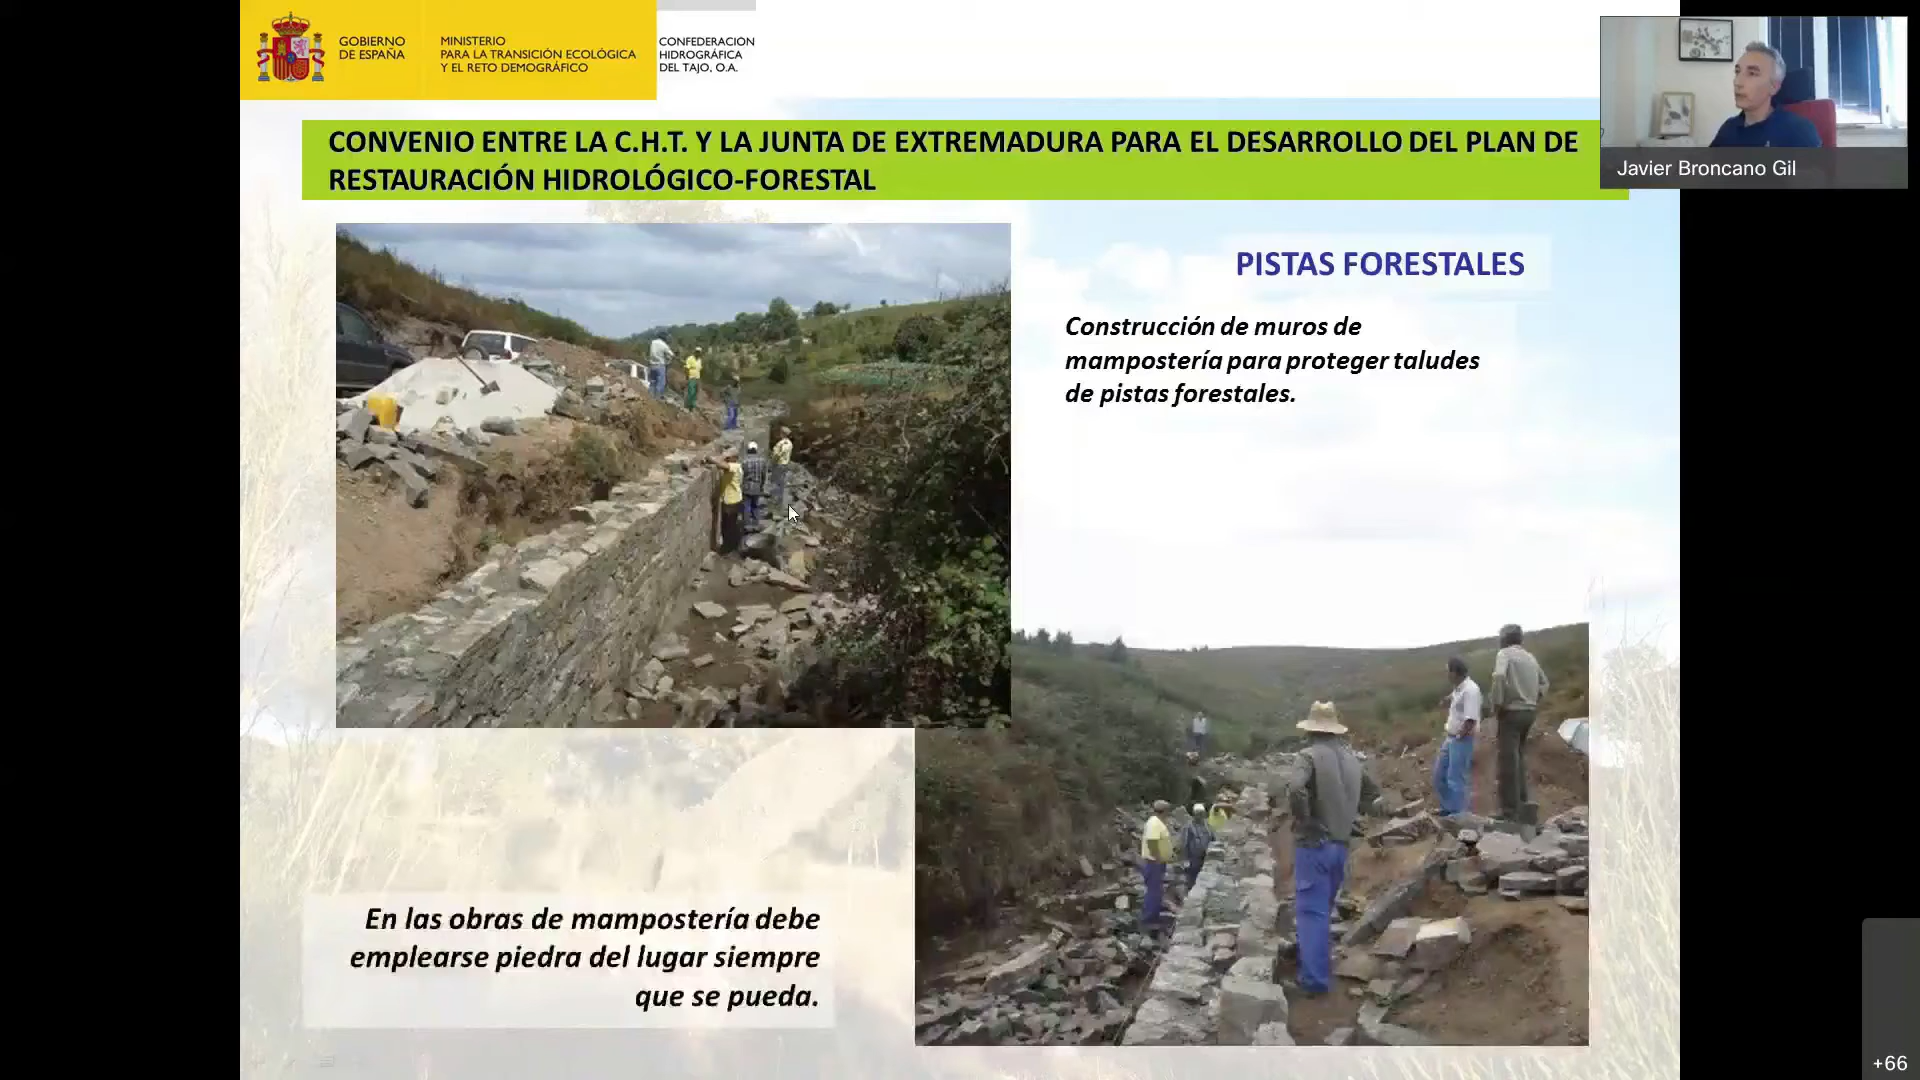 GOBIERNO
DE ESPAÑA
MINISTERIO
PARA LA TRANSICIÓN ECOLÓGICA
Y EL RETO DEMOGRÁFICO
CONFEDERACIÓN
HIDROGRÁFICA
DEL TAJO, O.A.
CONVENIO ENTRE LA C.H.T. Y LA JUNTA DE EXTREMADURA PARA EL DESARROLLO DEL PLAN DE
RESTAURACIÓN HIDROLÓGICO-FORESTAL
Javier Broncano Gil
PISTAS FORESTALES
Construcción de muros de
mampostería para proteger taludes
de pistas forestales.
En las obras de mampostería debe
emplearse piedra del lugar siempre
que se pueda.
+66